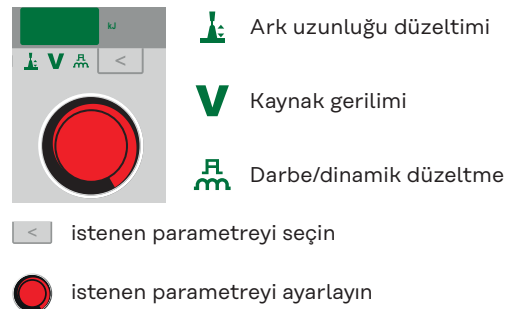 kJ
Ark uzunluğu düzeltimi
V <
V Kaynak gerilimi
Darbe/dinamik düzeltme
< istenen parametreyi seçin
istenen parametreyi ayarlayın